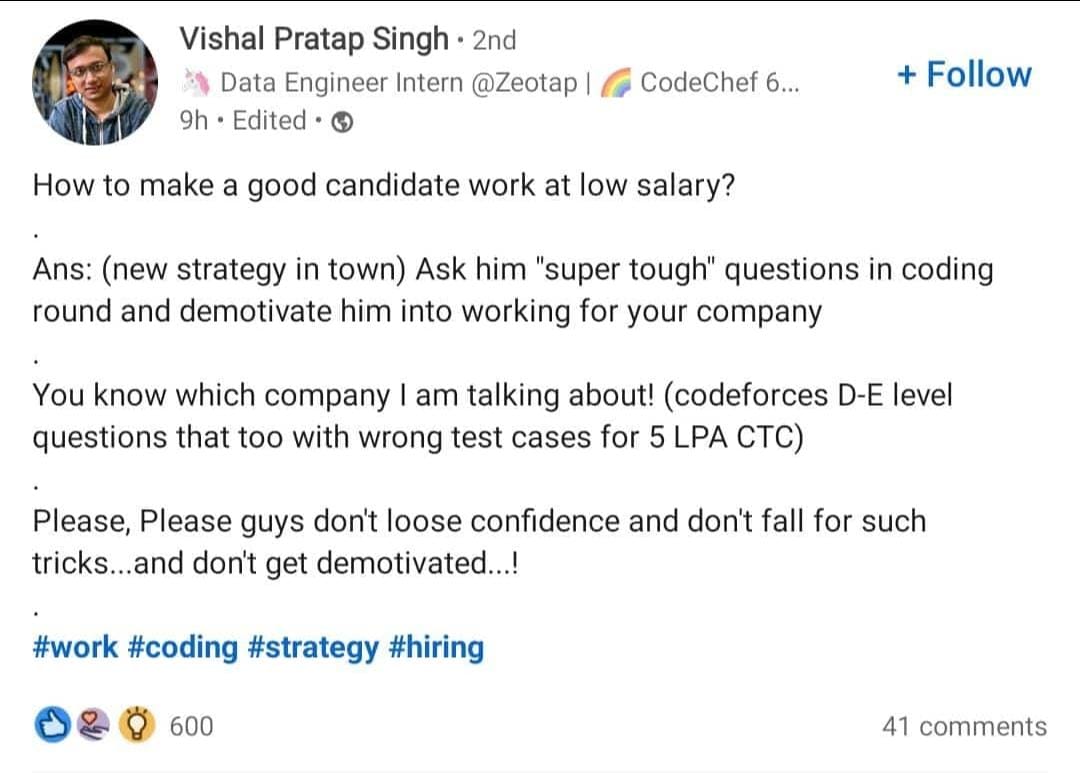 Vishal Pratap Singh • 2nd
🦄 Data Engineer Intern @Zeotap | 🌈 CodeChef 6...
+ Follow
9h • Edited •
How to make a good candidate work at low salary?
.
Ans: (new strategy in town) Ask him "super tough" questions in coding
round and demotivate him into working for your company
.
You know which company I am talking about! (codeforces D-E level
questions that too with wrong test cases for 5 LPA CTC)
.
Please, Please guys don't loose confidence and don't fall for such
tricks...and don't get demotivated...!
.
#work #coding #strategy #hiring
600
41 comments